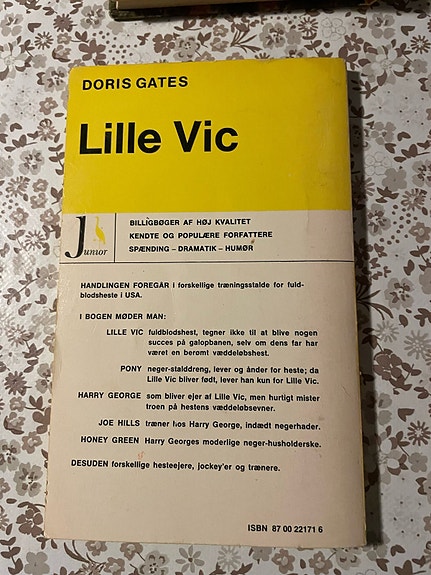 DORIS GATES
Lille Vic
Junior
BILLIGBØGER AF HØJ KVALITET
KENDTE OG POPULÆRE FORFATTERE
SPÆNDING – DRAMATIK – HUMØR
HANDLINGEN FOREGÅR i forskellige træningsstalde for fuld-
blodsheste i USA.
I BOGEN MØDER MAN:
LILLE VIC fuldblodshest, tegner ikke til at blive nogen
succes på galopbanen, selv om dens far har
været en berømt væddeløbshest.
PONY neger-stalddreng, lever og ånder for heste; da
Lille Vic bliver født, lever han kun for Lille Vic.
HARRY GEORGE som bliver ejer af Lille Vic, men hurtigt mister
troen på hestens væddeløbsevner.
JOE HILLS træner hos Harry George, indædt negerhader.
HONEY GREEN Harry Georges moderlige neger-husholderske.
DESUDEN forskellige hesteejere, jockey'er og trænere.
ISBN 87 00 22171 6